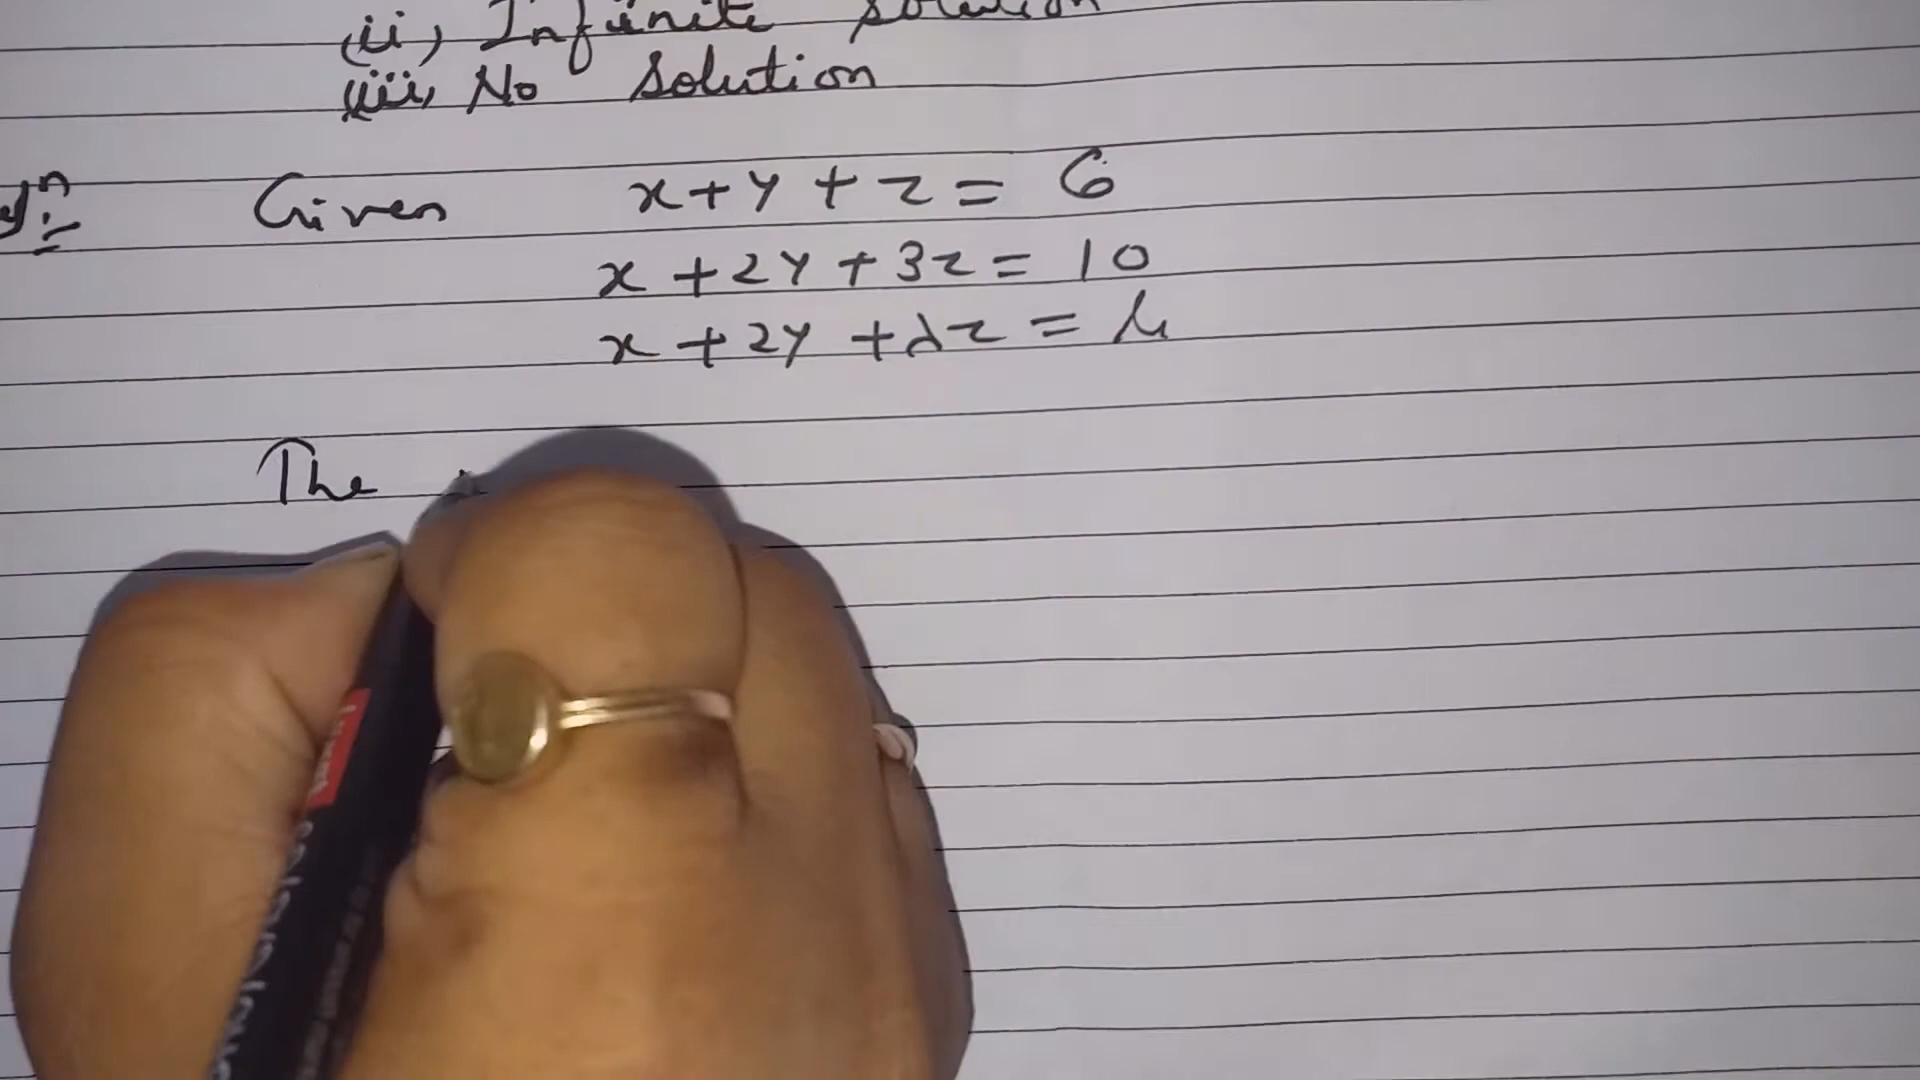 (ii) Infinite solution
(iii) No Solution
Given x+y+z= 6
x +2y+3z= 10
x +2y +λz = μ
The